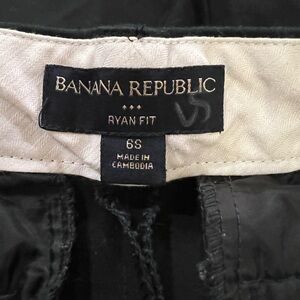 BANANA REPUBLIC
RYAN FIT
6S
MADE IN
CAMBODIA